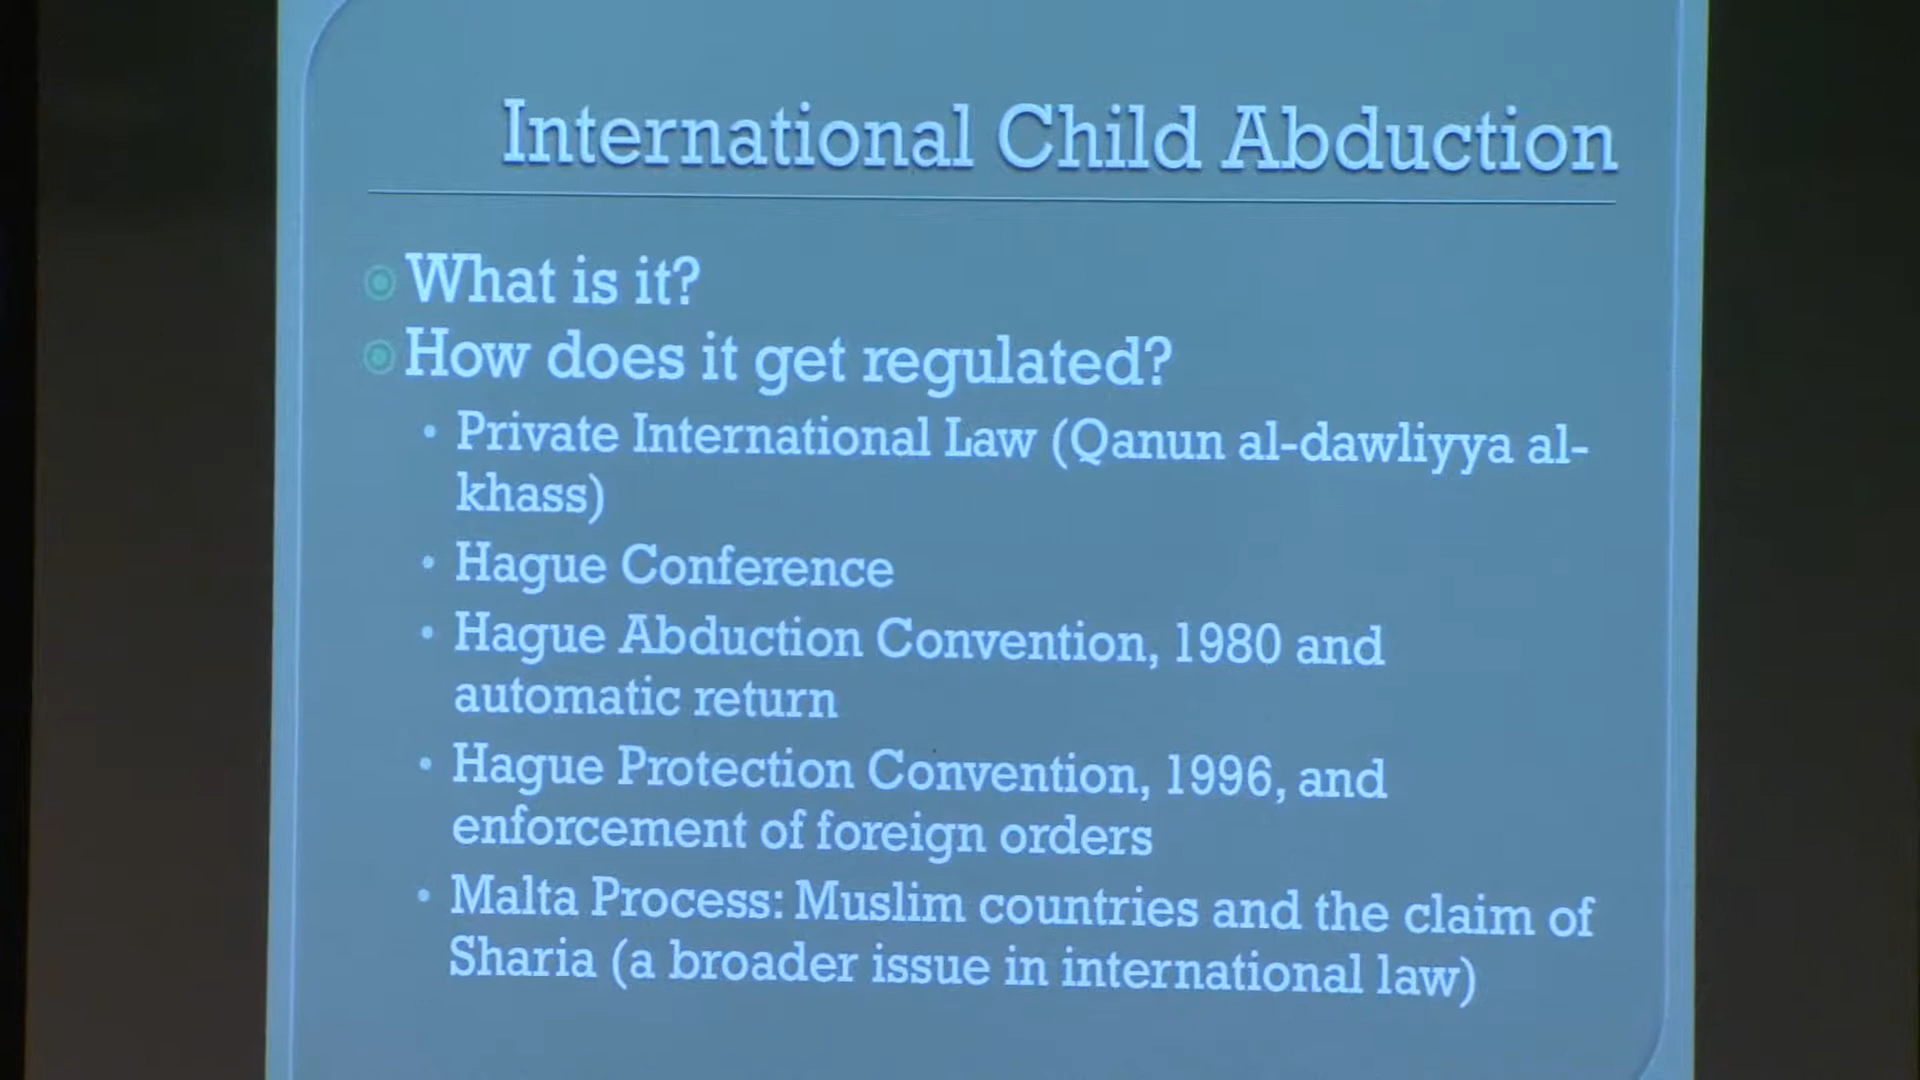 International Child Abduction
What is it?
How does it get regulated?
Private International Law (Qanun al-dawliyya al-
khass)
Hague Conference
Hague Abduction Convention, 1980 and
automatic return
Hague Protection Convention, 1996, and
enforcement of foreign orders
Malta Process: Muslim countries and the claim of
Sharia (a broader issue in international law)